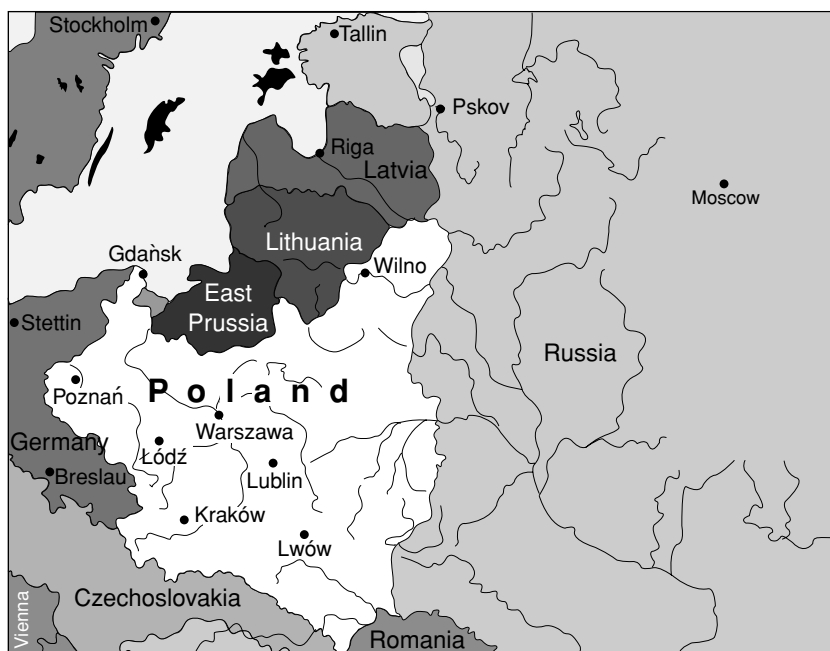 Stockholm
Tallin
Pskov
Riga
Latvia
Moscow
Lithuania
Gdańsk
Wilno
East
Prussia
Stettin
Russia
Poland
Poznań
Warszawa
Germany
Łódź
Breslau
Lublin
Kraków
Lwów
Czechoslovakia
Vienna
Romania